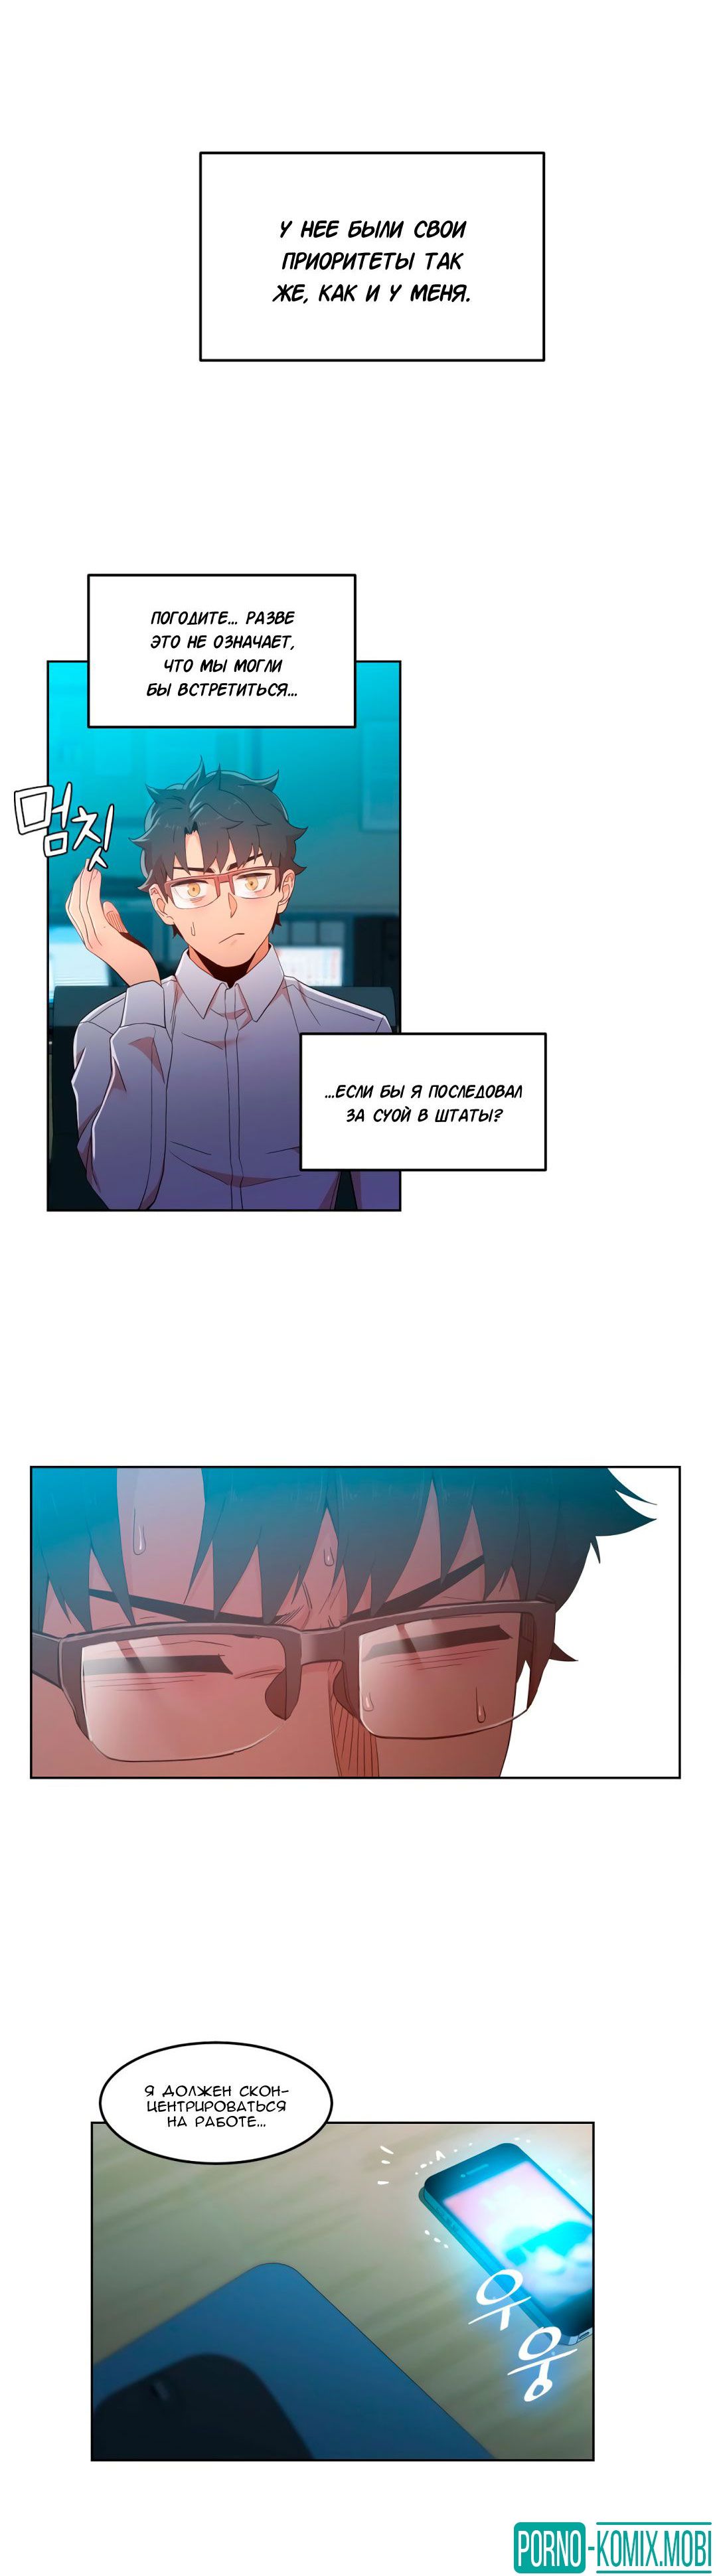 У НЕЕ БЫЛИ СВОИ
ПРИОРИТЕТЫ ТАК
ЖЕ, КАК И У МЕНЯ.
ПОГОДИТЕ... РАЗВЕ
ЭТО НЕ ОЗНАЧАЕТ,
ЧТО МЫ МОГЛИ
БЫ ВСТРЕТИТЬСЯ...
멈칫
...ЕСЛИ БЫ Я ПОСЛЕДОВАЛ
ЗА СУОЙ В ШТАТЫ?
Я ДОЛЖЕН СКОН-
ЦЕНТРИРОВАТЬСЯ
НА РАБОТЕ...
우
웅
PORNO-KOMIX.MOBI